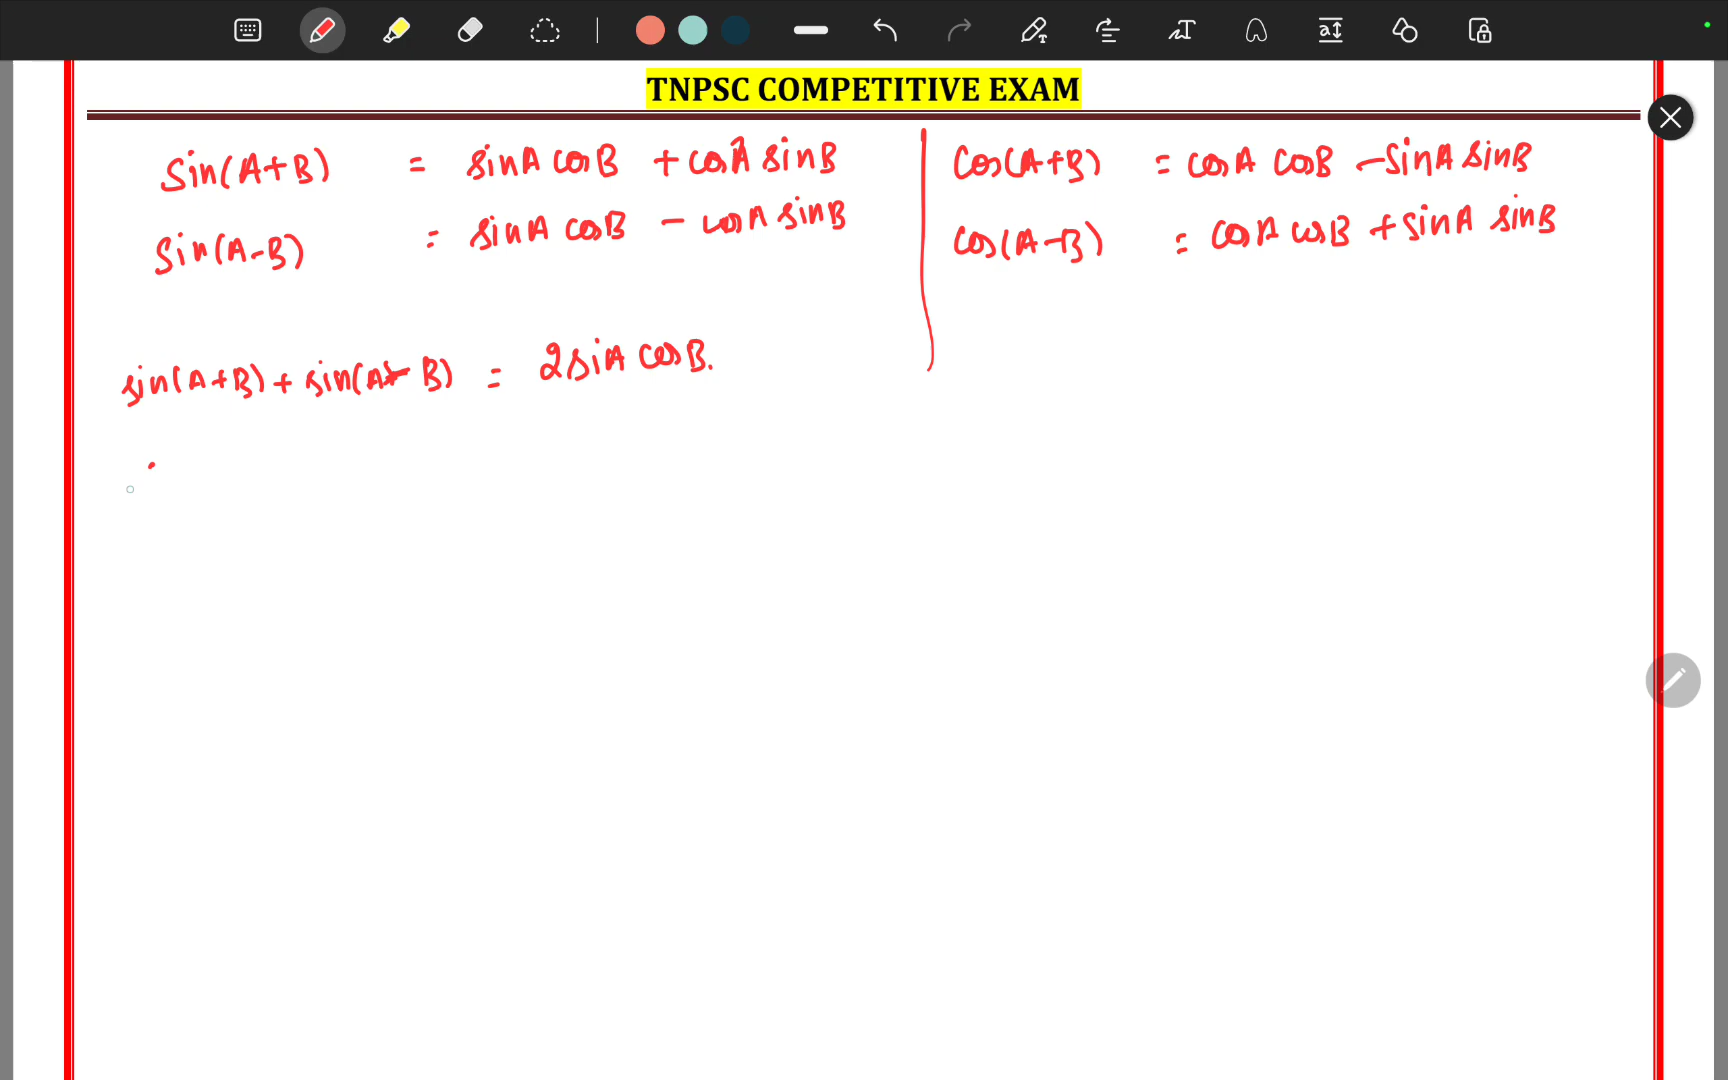 TNPSC COMPETITIVE EXAM
Sin(A+B) = sinA cosB + cosA sinB
Sin(A-B) = sinA cosB - cosA sinB
Cos(A+B) = cosA cosB - sinA sinB
Cos(A-B) = cosA cosB + sinA sinB
sin(A+B) + sin(A-B) = 2sinA cosB.